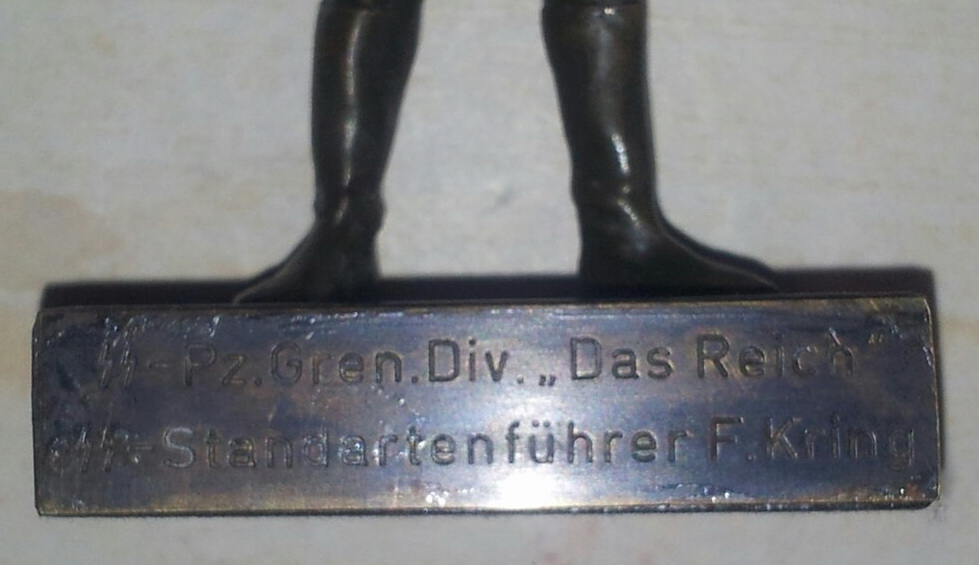 SS-Pz.Gren.Div. „Das Reich"
SS-Standartenführer F.Kring